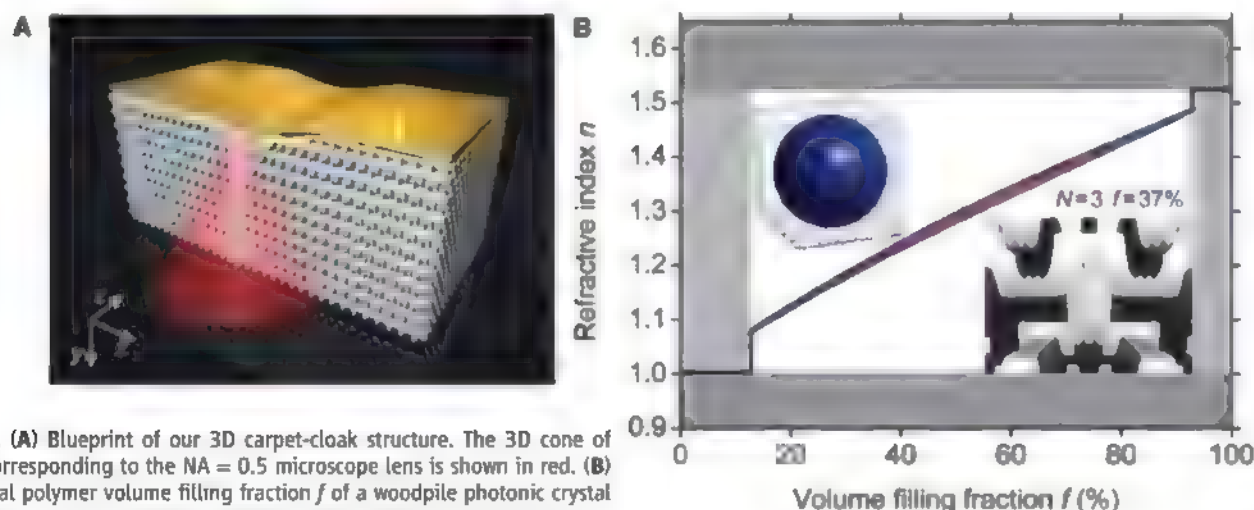 A
B
1.6
1.5
1.4
1.3
1.2
1.1
1.0
0.9
Refractive index n
N=3 f=37%
0 20 40 60 80 100
Volume filling fraction f (%)
(A) Blueprint of our 3D carpet-cloak structure. The 3D cone of
orresponding to the NA = 0.5 microscope lens is shown in red. (B)
al polymer volume filling fraction f of a woodpile photonic crystal